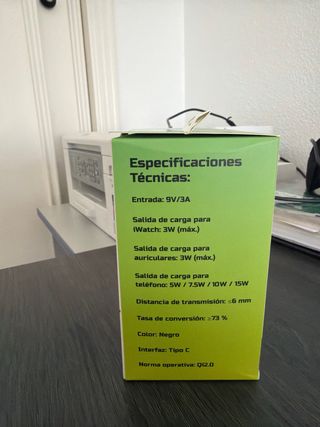 Especificaciones
Técnicas:
Entrada: 9V/3A
Salida de carga para
iWatch: 3W (máx.)
Salida de carga para
auriculares: 3W (máx.)
Salida de carga para
teléfono: 5W / 7.5W / 10W / 15W
Distancia de transmisión: ≤6 mm
Tasa de conversión: ≥73 %
Color: Negro
Interfaz: Tipo C
Norma operativa: Qi2.0